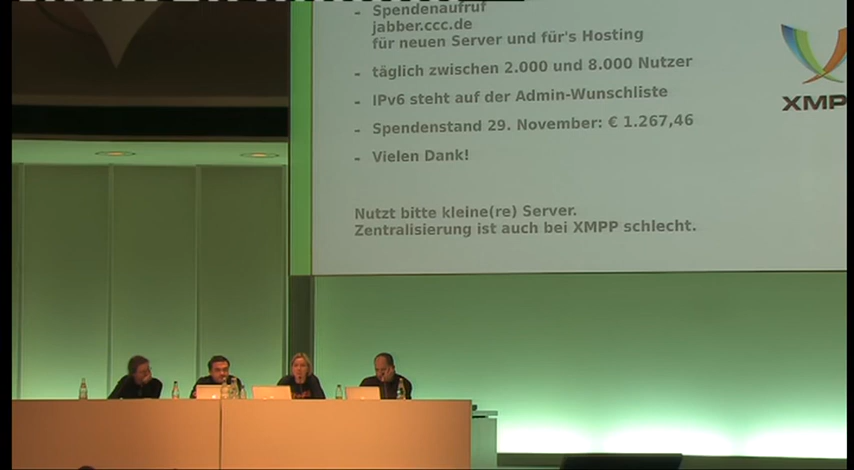 - Spendenaufruf
jabber.ccc.de
für neuen Server und für's Hosting
- täglich zwischen 2.000 und 8.000 Nutzer
- IPv6 steht auf der Admin-Wunschliste
- Spendenstand 29. November: € 1.267,46
- Vielen Dank!
XMPP
Nutzt bitte kleine(re) Server.
Zentralisierung ist auch bei XMPP schlecht.